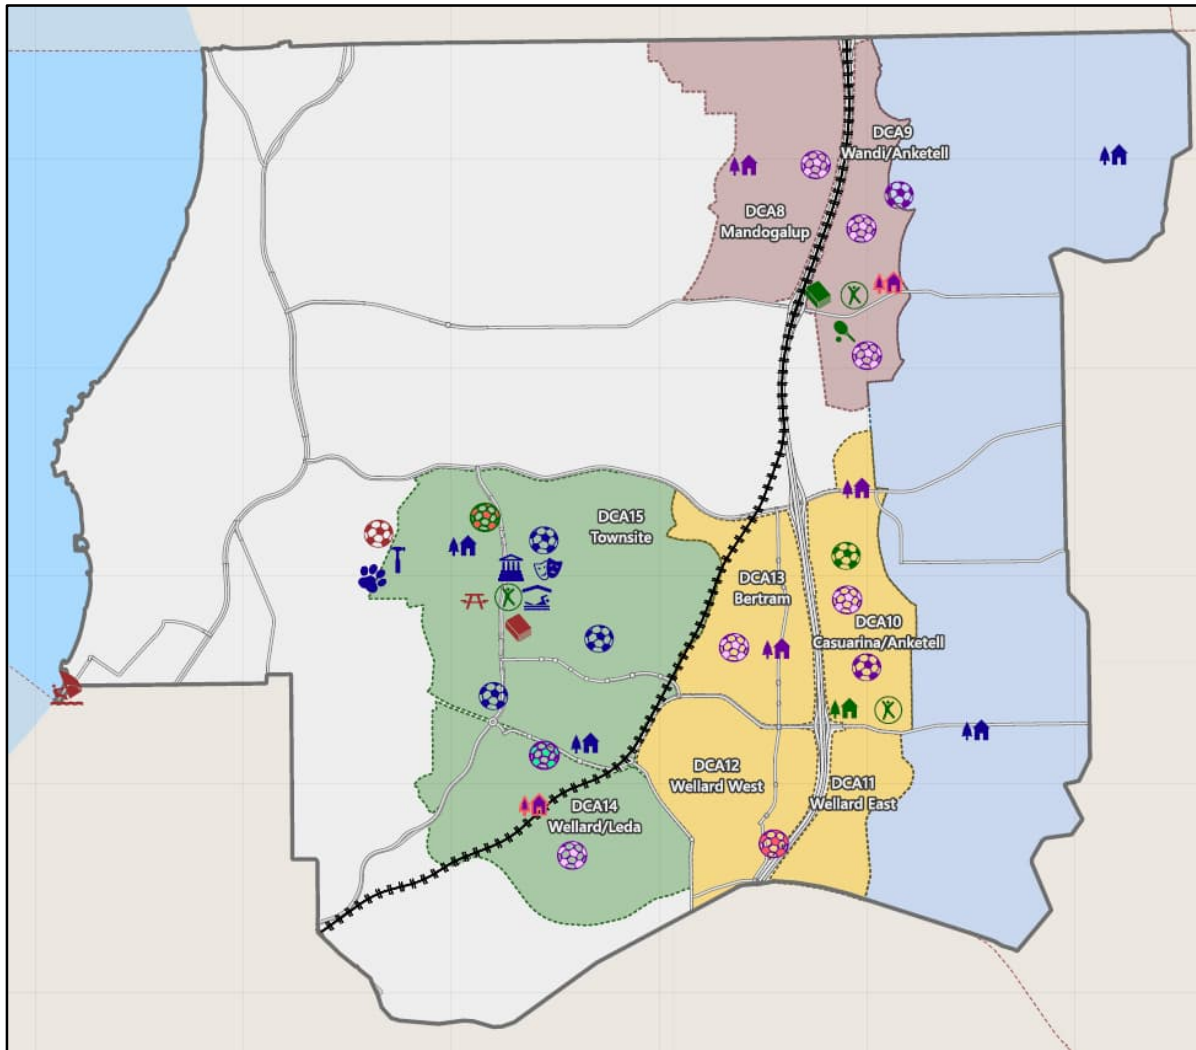 DCA9
Wandi/Anketell
DCA8
Mandogalup
DCA15
Townsite
DCA13
Bertram
DCA10
Casuarina/Anketell
DCA12
Wellard West
DCA11
Wellard East
DCA14
Wellard/Leda